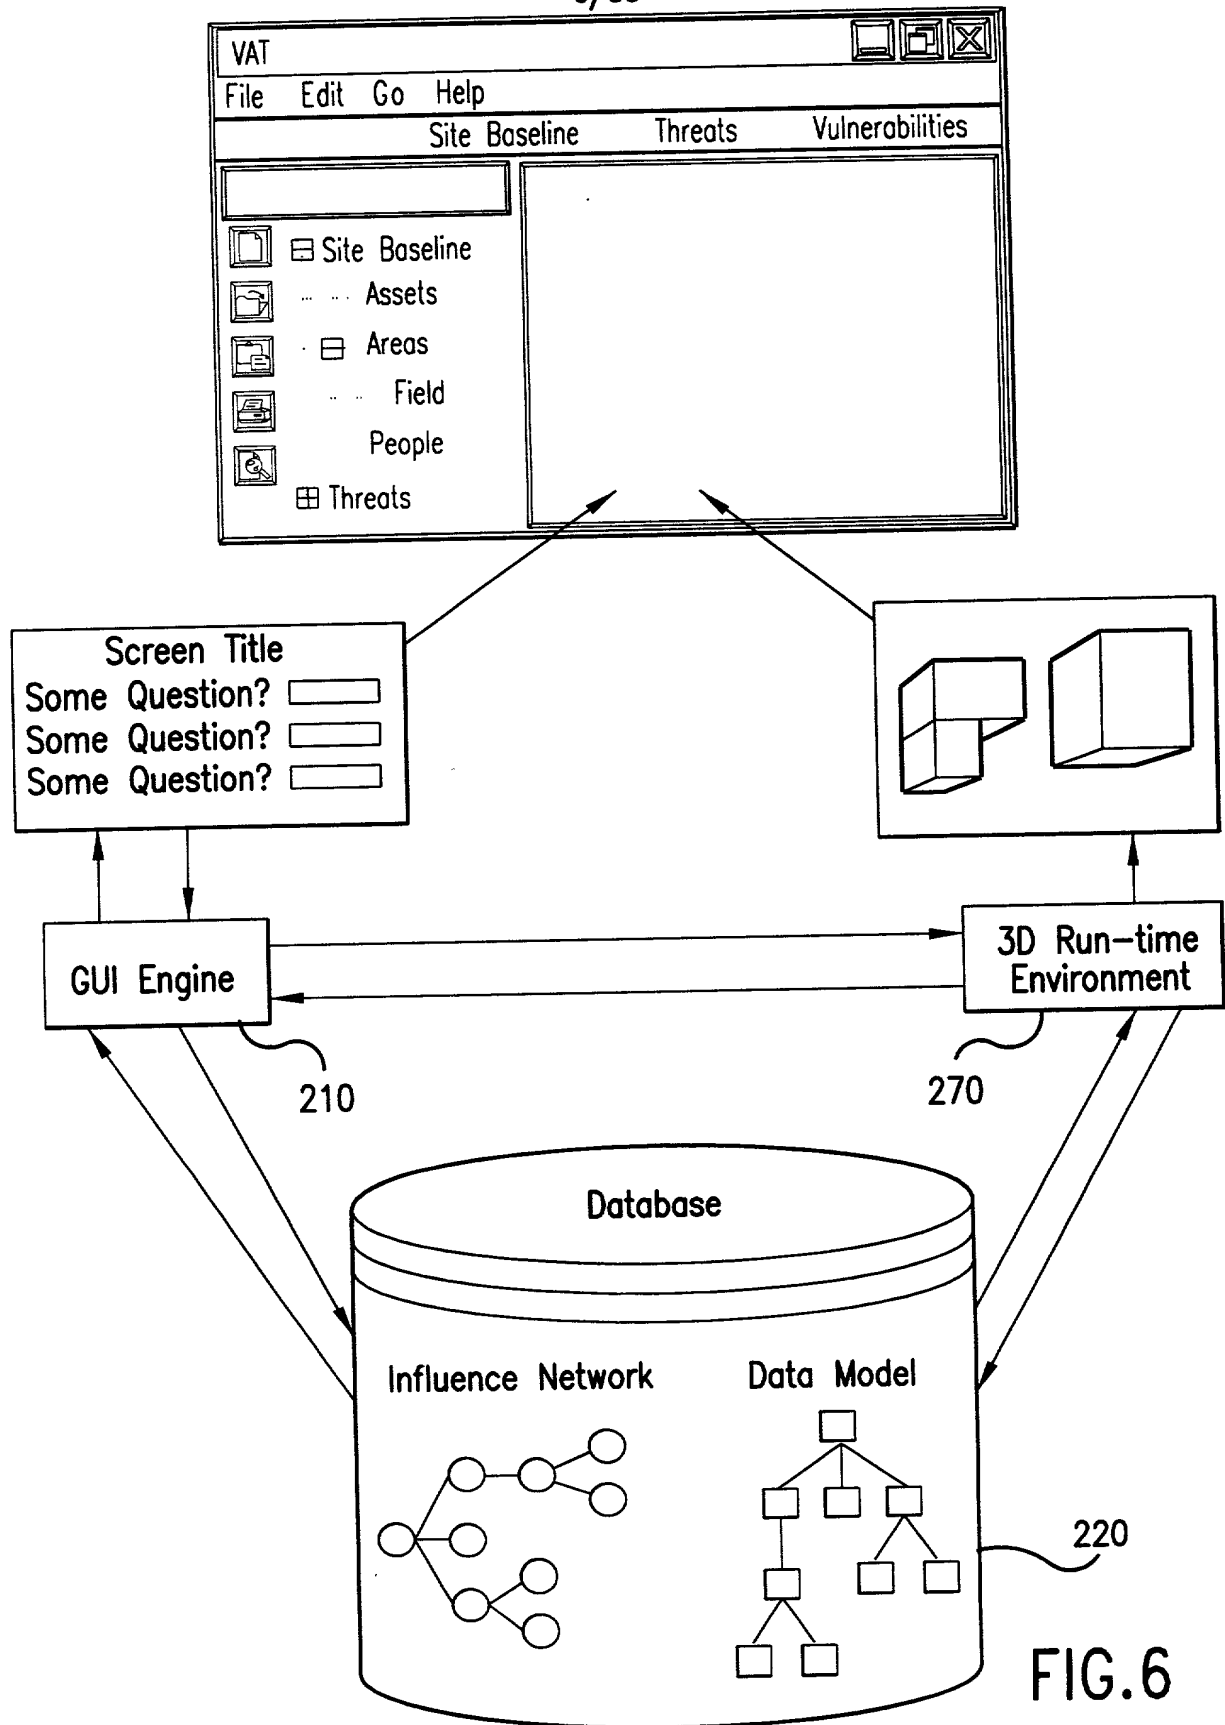 VAT
File Edit Go Help
Site Baseline Threats Vulnerabilities
Site Baseline
Assets
Areas
Field
People
Threats
Screen Title
Some Question?
Some Question?
Some Question?
GUI Engine
3D Run-time
Environment
210
270
Database
Influence Network
Data Model
220
FIG.6